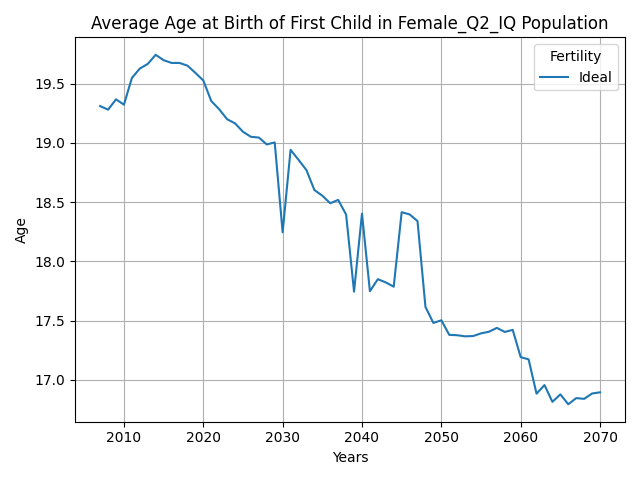 Average Age at Birth of First Child in Female_Q2_IQ Population
Fertility
Ideal
19.5
19.0
18.5
18.0
17.5
17.0
Age
2010 2020 2030 2040 2050 2060 2070
Years